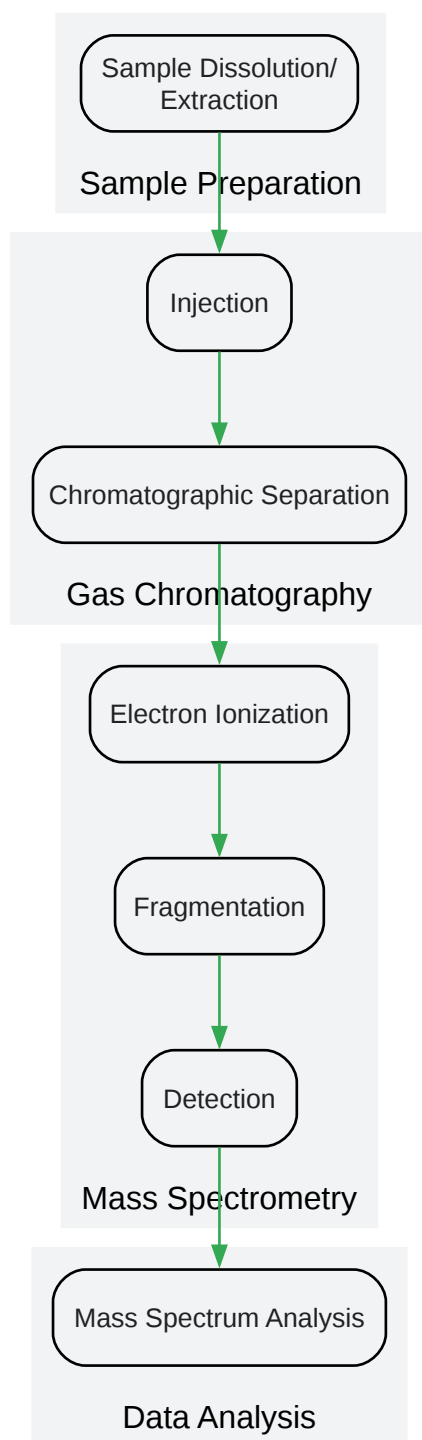 Sample Dissolution/
Extraction
Sample Preparation
Injection
Chromatographic Separation
Gas Chromatography
Electron Ionization
Fragmentation
Detection
Mass Spectrometry
Mass Spectrum Analysis
Data Analysis